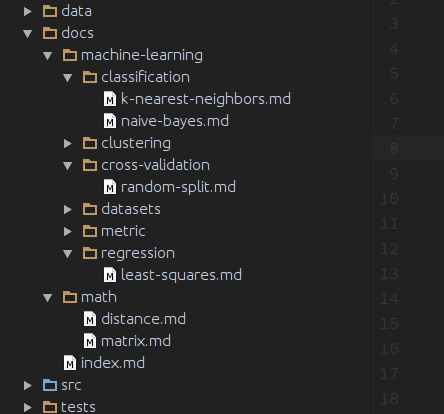 data
docs
machine-learning
classification
k-nearest-neighbors.md
naive-bayes.md
clustering
cross-validation
random-split.md
datasets
metric
regression
least-squares.md
math
distance.md
matrix.md
index.md
src
tests
2
3
4
5
6
7
8
9
10
11
12
13
14
15
16
17
18